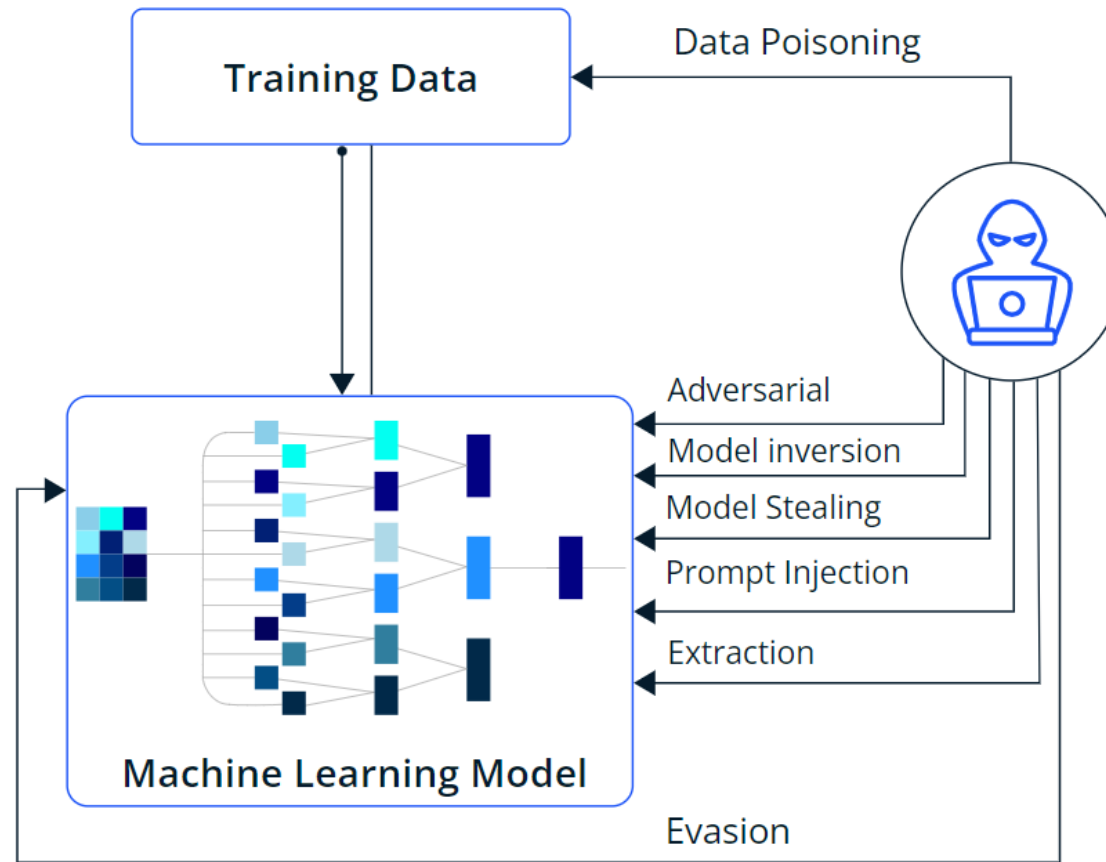 Data Poisoning
Training Data
Adversarial
Model inversion
Model Stealing
Prompt Injection
Extraction
Machine Learning Model
Evasion